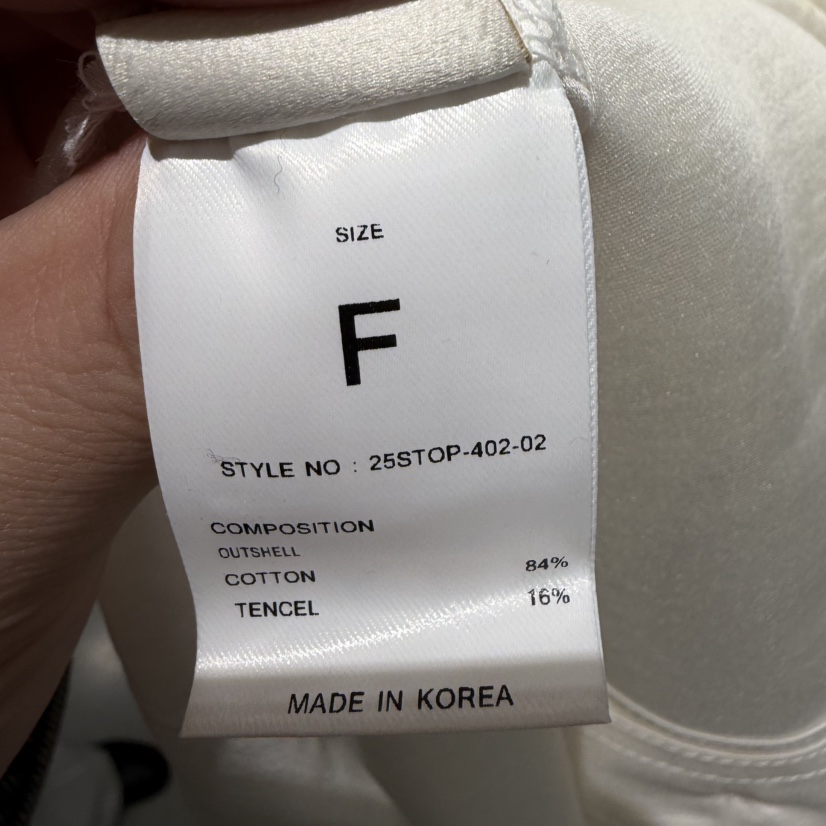 SIZE
F
STYLE NO : 25STOP-402-02
COMPOSITION
OUTSHELL
COTTON 84%
TENCEL 16%
MADE IN KOREA